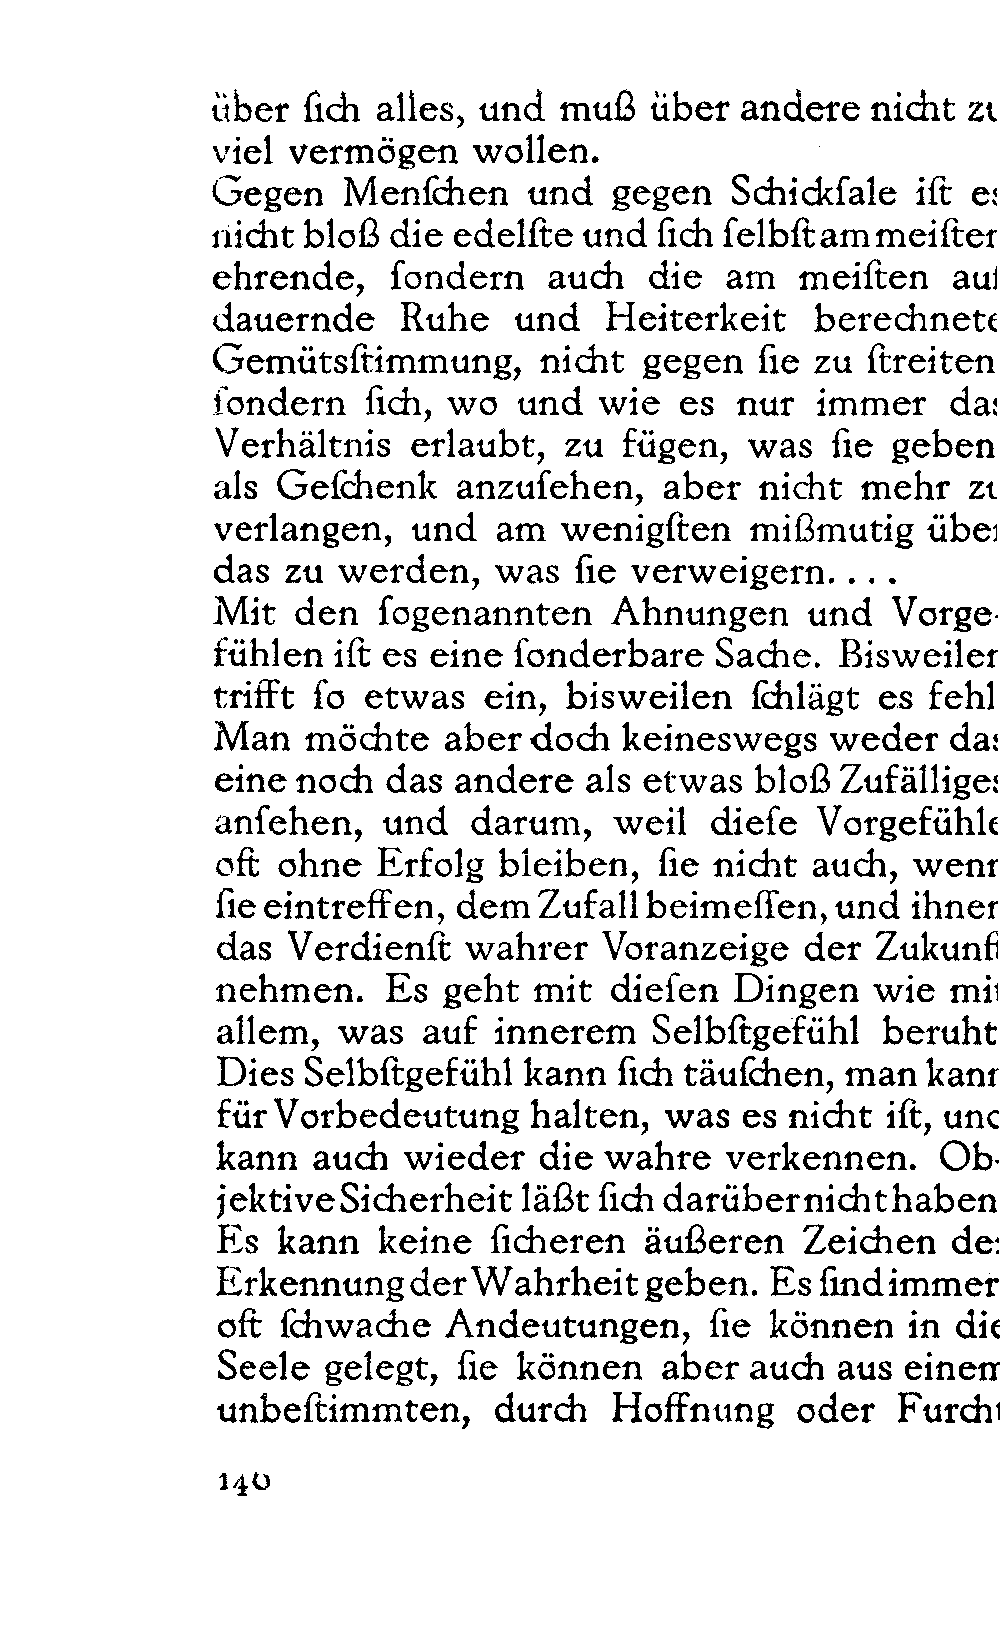 über ſich alles, und muß über andere nicht zu
viel vermögen wollen.
Gegen Menſchen und gegen Schickſale iſt es
nicht bloß die edelſte und ſich ſelbſt am meiſten
ehrende, ſondern auch die am meiſten auf
dauernde Ruhe und Heiterkeit berechnete
Gemütsſtimmung, nicht gegen ſie zu ſtreiten
ſondern ſich, wo und wie es nur immer das
Verhältnis erlaubt, zu fügen, was ſie geben
als Geſchenk anzuſehen, aber nicht mehr zu
verlangen, und am wenigſten mißmutig über
das zu werden, was ſie verweigern. . . .
Mit den ſogenannten Ahnungen und Vorge-
fühlen iſt es eine ſonderbare Sache. Bisweilen
trifft ſo etwas ein, bisweilen ſchlägt es fehl
Man möchte aber doch keineswegs weder das
eine noch das andere als etwas bloß Zufälliges
anſehen, und darum, weil dieſe Vorgefühle
oft ohne Erfolg bleiben, ſie nicht auch, wenn
ſie eintreffen, dem Zufall beimeſſen, und ihnen
das Verdienſt wahrer Voranzeige der Zukunft
nehmen. Es geht mit dieſen Dingen wie mit
allem, was auf innerem Selbſtgefühl beruht
Dies Selbſtgefühl kann ſich täuſchen, man kann
für Vorbedeutung halten, was es nicht iſt, und
kann auch wieder die wahre verkennen. Ob-
jektive Sicherheit läßt ſich darüber nicht haben
Es kann keine ſicheren äußeren Zeichen der
Erkennung der Wahrheit geben. Es ſind immer
oft ſchwache Andeutungen, ſie können in die
Seele gelegt, ſie können aber auch aus einem
unbeſtimmten, durch Hoffnung oder Furcht
140